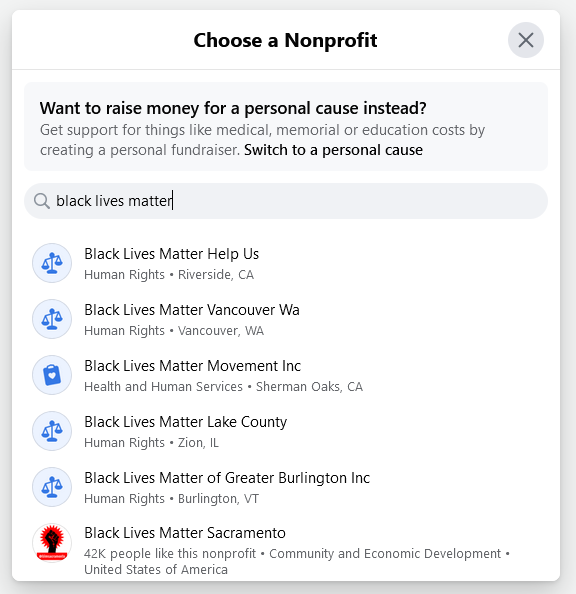 Choose a Nonprofit
Want to raise money for a personal cause instead?
Get support for things like medical, memorial or education costs by
creating a personal fundraiser. Switch to a personal cause
black lives matter
Black Lives Matter Help Us
Human Rights • Riverside, CA
Black Lives Matter Vancouver Wa
Human Rights • Vancouver, WA
Black Lives Matter Movement Inc
Health and Human Services • Sherman Oaks, CA
Black Lives Matter Lake County
Human Rights • Zion, IL
Black Lives Matter of Greater Burlington Inc
Human Rights • Burlington, VT
Black Lives Matter Sacramento
42K people like this nonprofit • Community and Economic Development •
United States of America